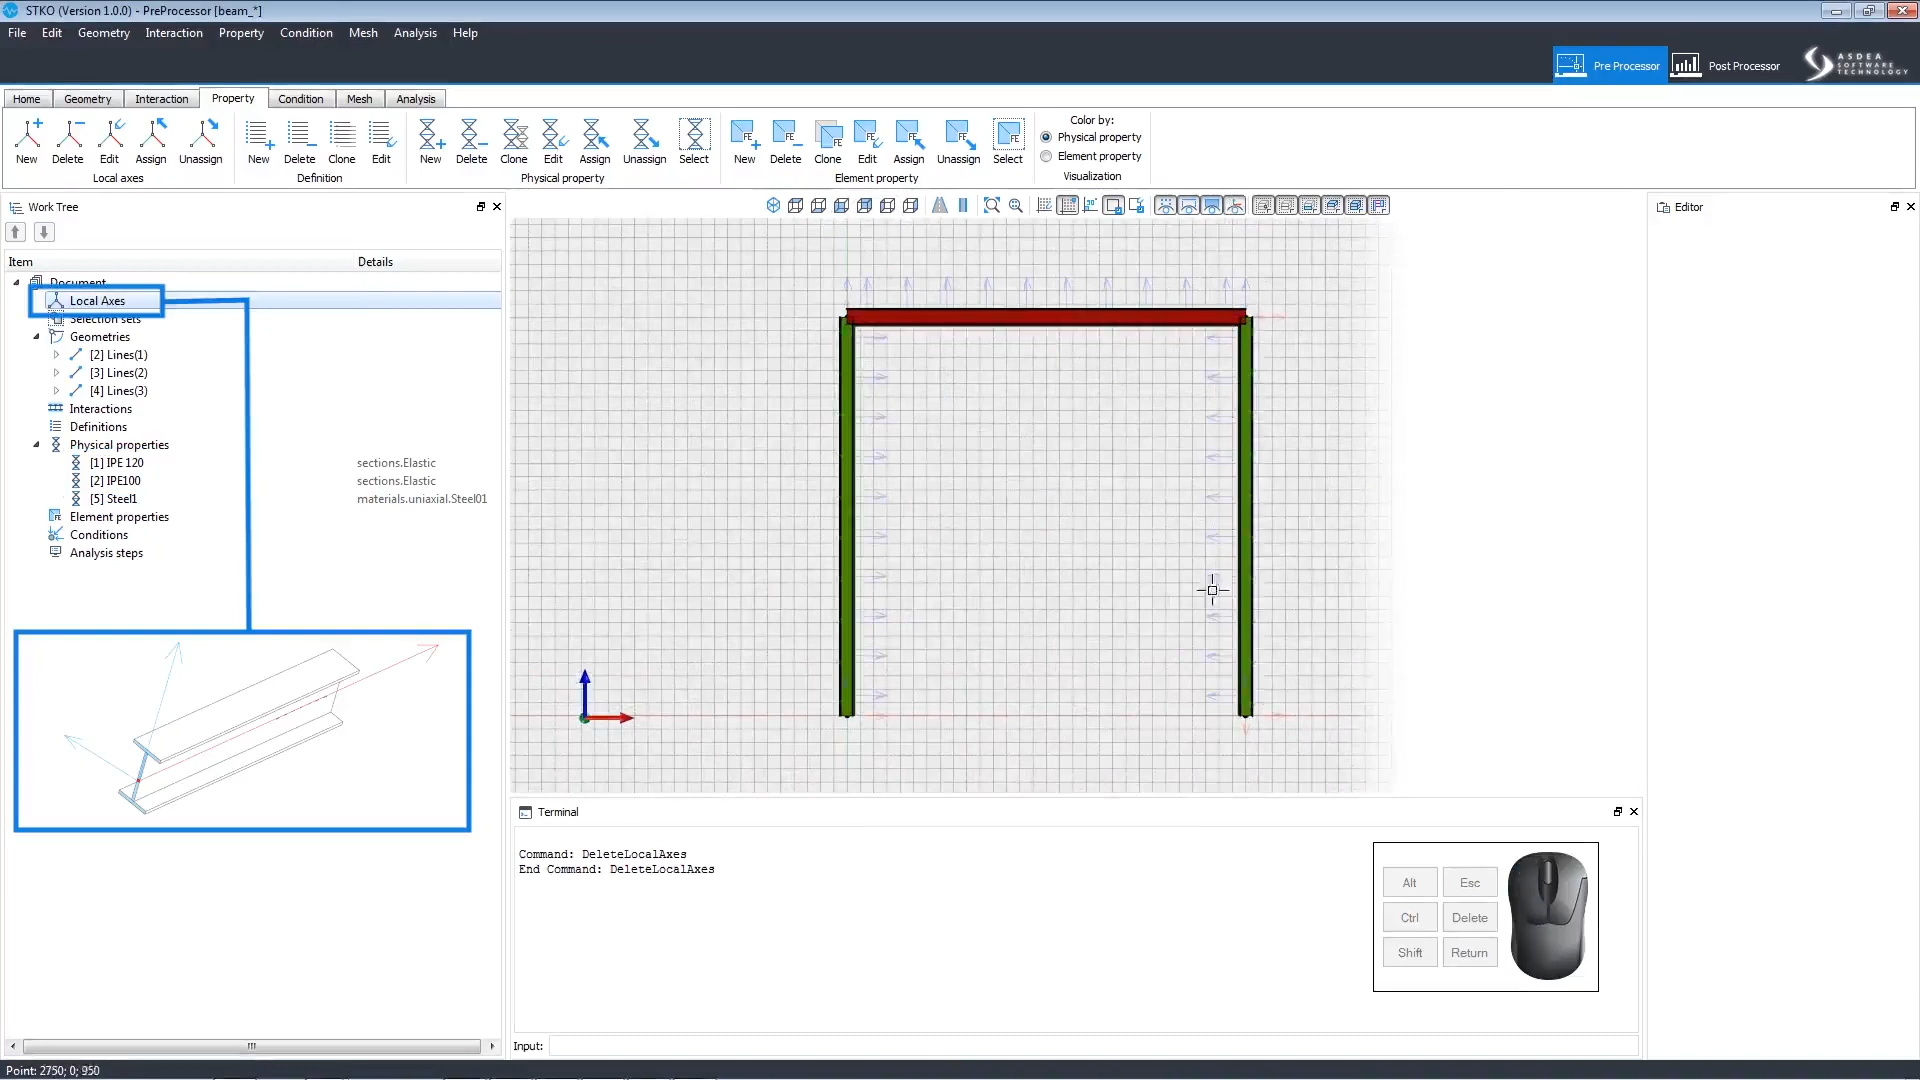 STKO (Version 1.0.0) - PreProcessor [beam_*]
File Edit Geometry Interaction Property Condition Mesh Analysis Help
Pre Processor Post Processor ASDEA
SOFTWARE
TECHNOLOGY
Home Geometry Interaction Property Condition Mesh Analysis
New Delete Edit Assign Unassign
Local axes
New Delete Clone Edit
Definition
New Delete Clone Edit Assign Unassign Select
Physical property
New Delete Clone Edit Assign Unassign Select
Element property
Color by:
Physical property
Element property
Visualization
Work Tree
Item Details
Document
Local Axes
Selection sets
Geometries
[2] Lines(1)
[3] Lines(2)
[4] Lines(3)
Interactions
Definitions
Physical properties
[1] IPE 120 sections.Elastic
[2] IPE100 sections.Elastic
[5] Steel1 materials.uniaxial.Steel01
Element properties
Conditions
Analysis steps
Editor
Terminal
Command: DeleteLocalAxes
End Command: DeleteLocalAxes
Alt Esc
Ctrl Delete
Shift Return
Input:
Point: 2750; 0; 950